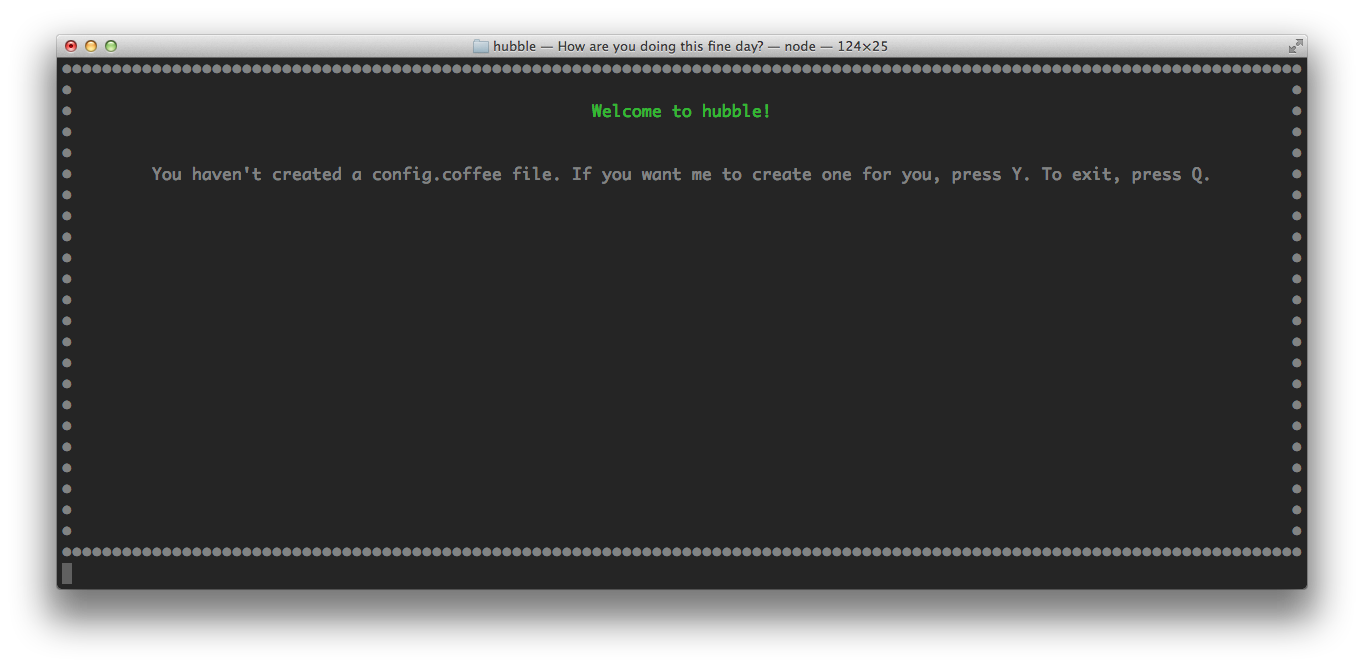 hubble — How are you doing this fine day? — node — 124×25
Welcome to hubble!
You haven't created a config.coffee file. If you want me to create one for you, press Y. To exit, press Q.